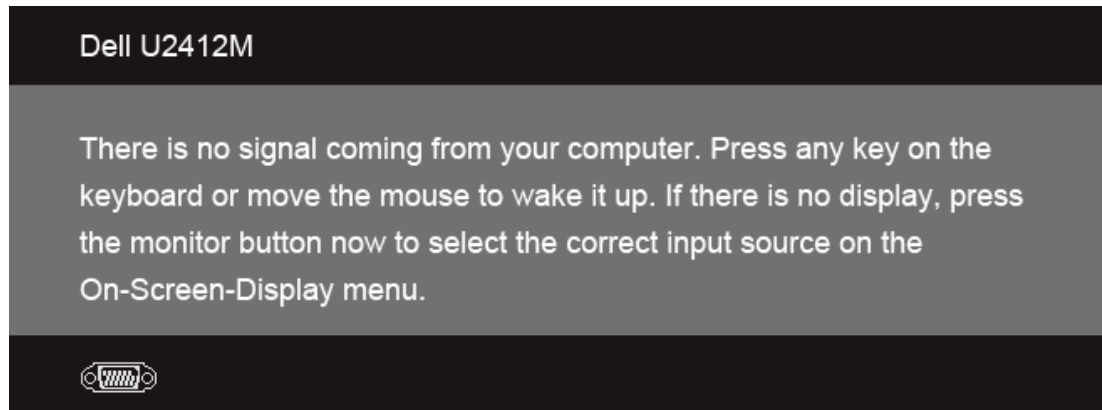 Dell U2412M
There is no signal coming from your computer. Press any key on the
keyboard or move the mouse to wake it up. If there is no display, press
the monitor button now to select the correct input source on the
On-Screen-Display menu.